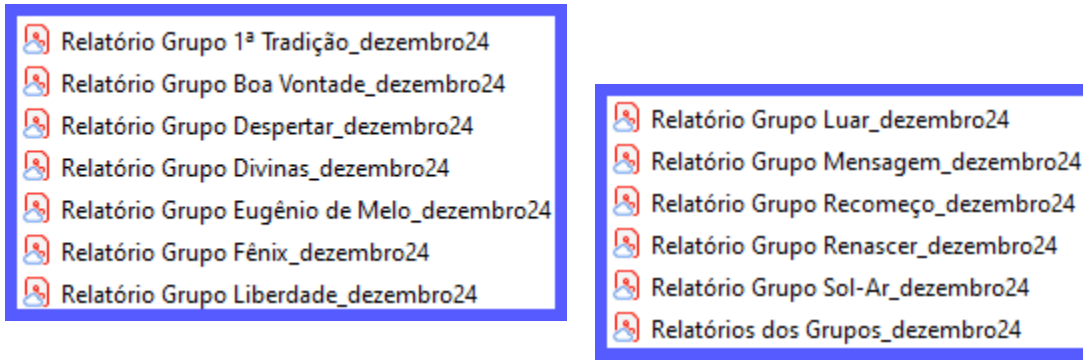 Relatório Grupo 1ª Tradição_dezembro24
Relatório Grupo Boa Vontade_dezembro24
Relatório Grupo Despertar_dezembro24
Relatório Grupo Divinas_dezembro24
Relatório Grupo Eugênio de Melo_dezembro24
Relatório Grupo Fênix_dezembro24
Relatório Grupo Liberdade_dezembro24
Relatório Grupo Luar_dezembro24
Relatório Grupo Mensagem_dezembro24
Relatório Grupo Recomeço_dezembro24
Relatório Grupo Renascer_dezembro24
Relatório Grupo Sol-Ar_dezembro24
Relatórios dos Grupos_dezembro24